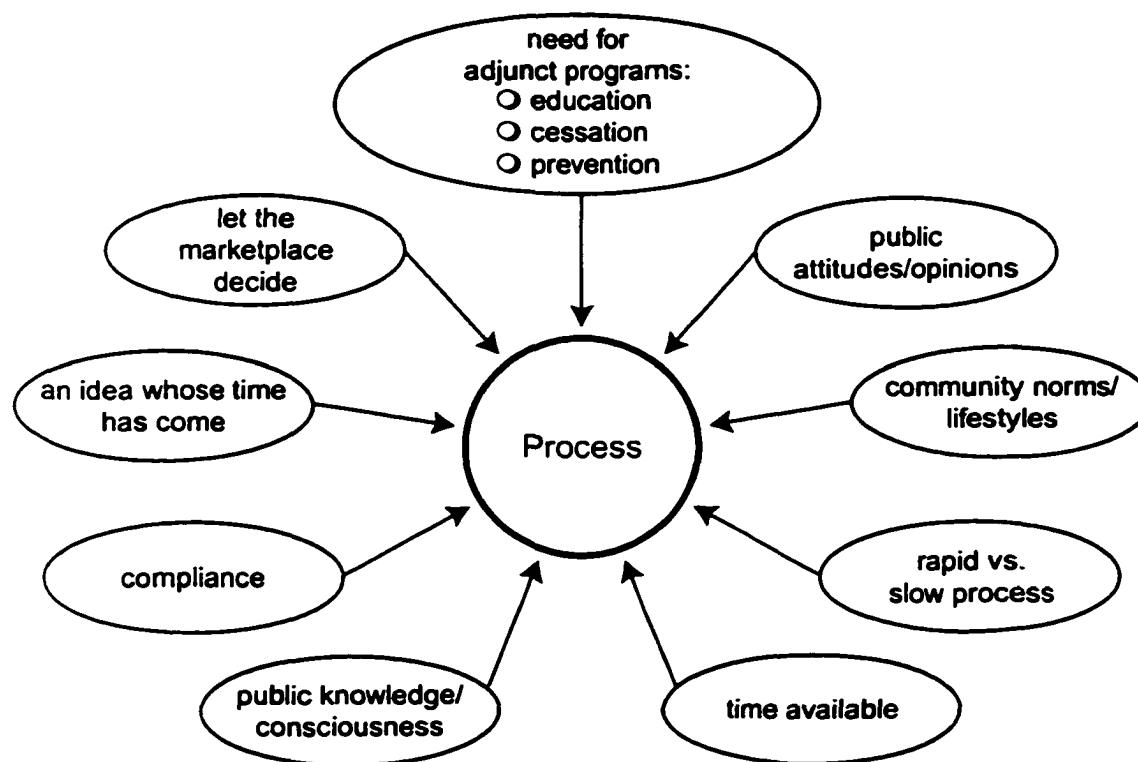 need for
adjunct programs:
education
cessation
prevention
let the
marketplace
decide
public
attitudes/opinions
an idea whose time
has come
community norms/
lifestyles
Process
compliance
rapid vs.
slow process
public knowledge/
consciousness
time available